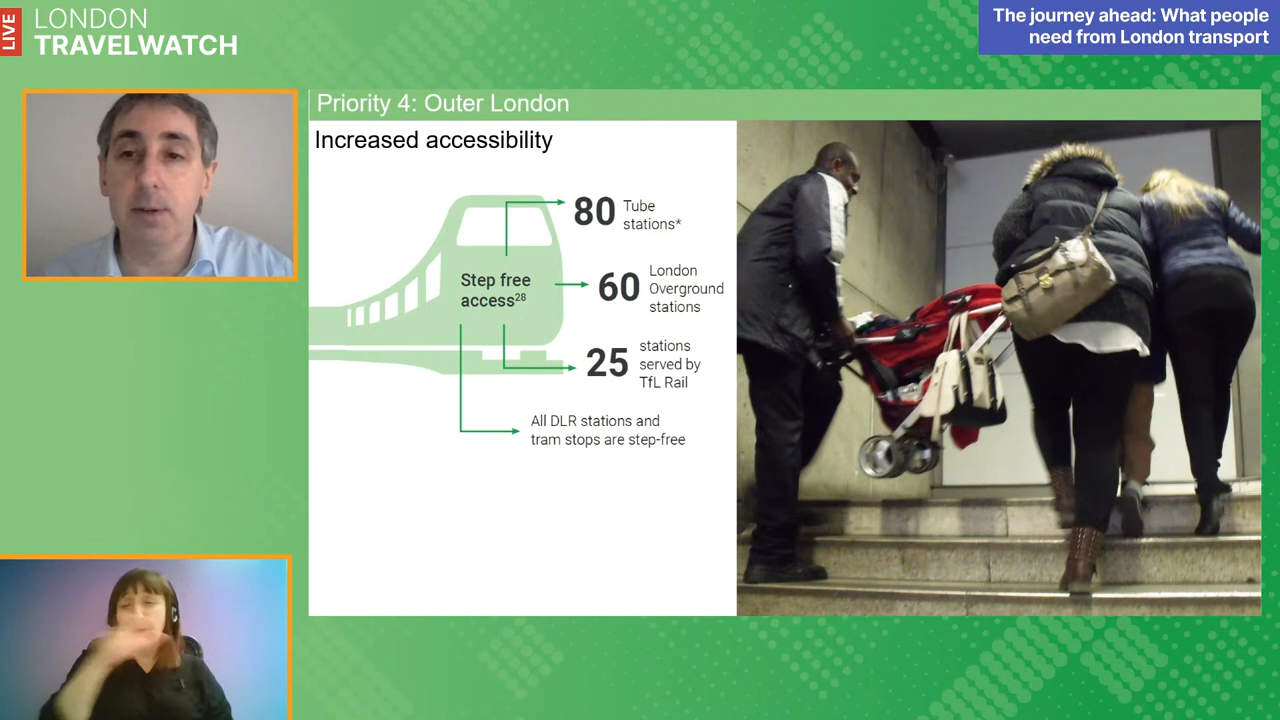 LIVE
LONDON
TRAVELWATCH
The journey ahead: What people
need from London transport
Priority 4: Outer London
Increased accessibility
80 Tube
stations*
Step free
access28
60 London
Overground
stations
25 stations
served by
TfL Rail
All DLR stations and
tram stops are step-free